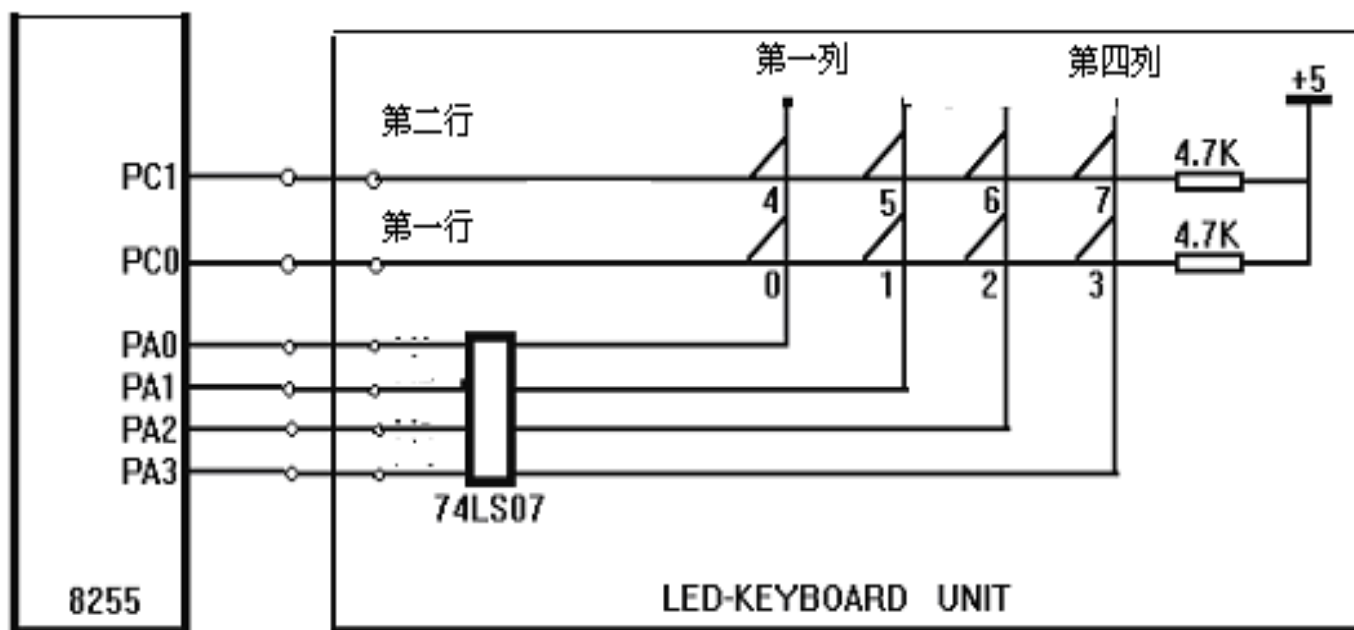 第一列 第四列
+5
第二行
PC1
4.7K
4 5 6 7
第一行
4.7K
PC0
0 1 2 3
PA0
PA1
PA2
PA3
74LS07
8255
LED-KEYBOARD UNIT